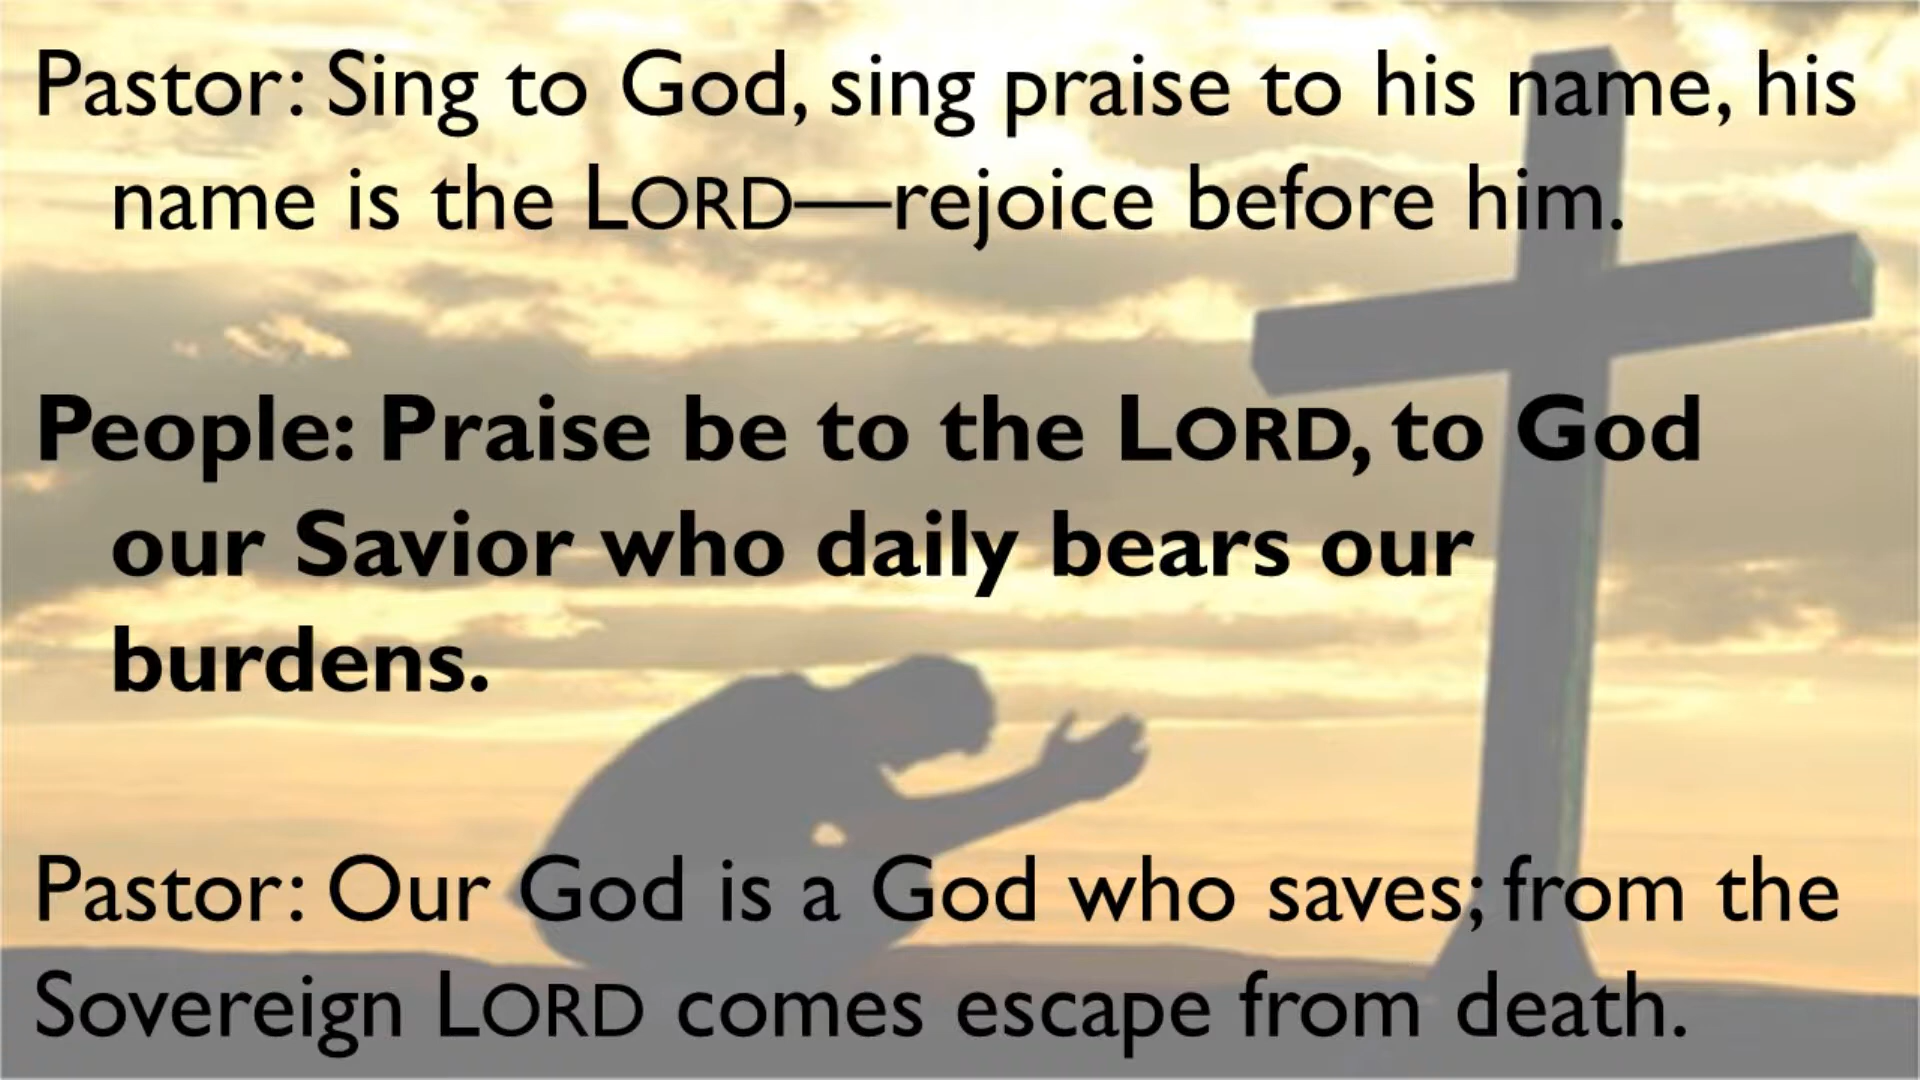 Pastor: Sing to God, sing praise to his name, his
name is the LORD—rejoice before him.
People: Praise be to the LORD, to God
our Savior who daily bears our
burdens.
Pastor: Our God is a God who saves; from the
Sovereign LORD comes escape from death.